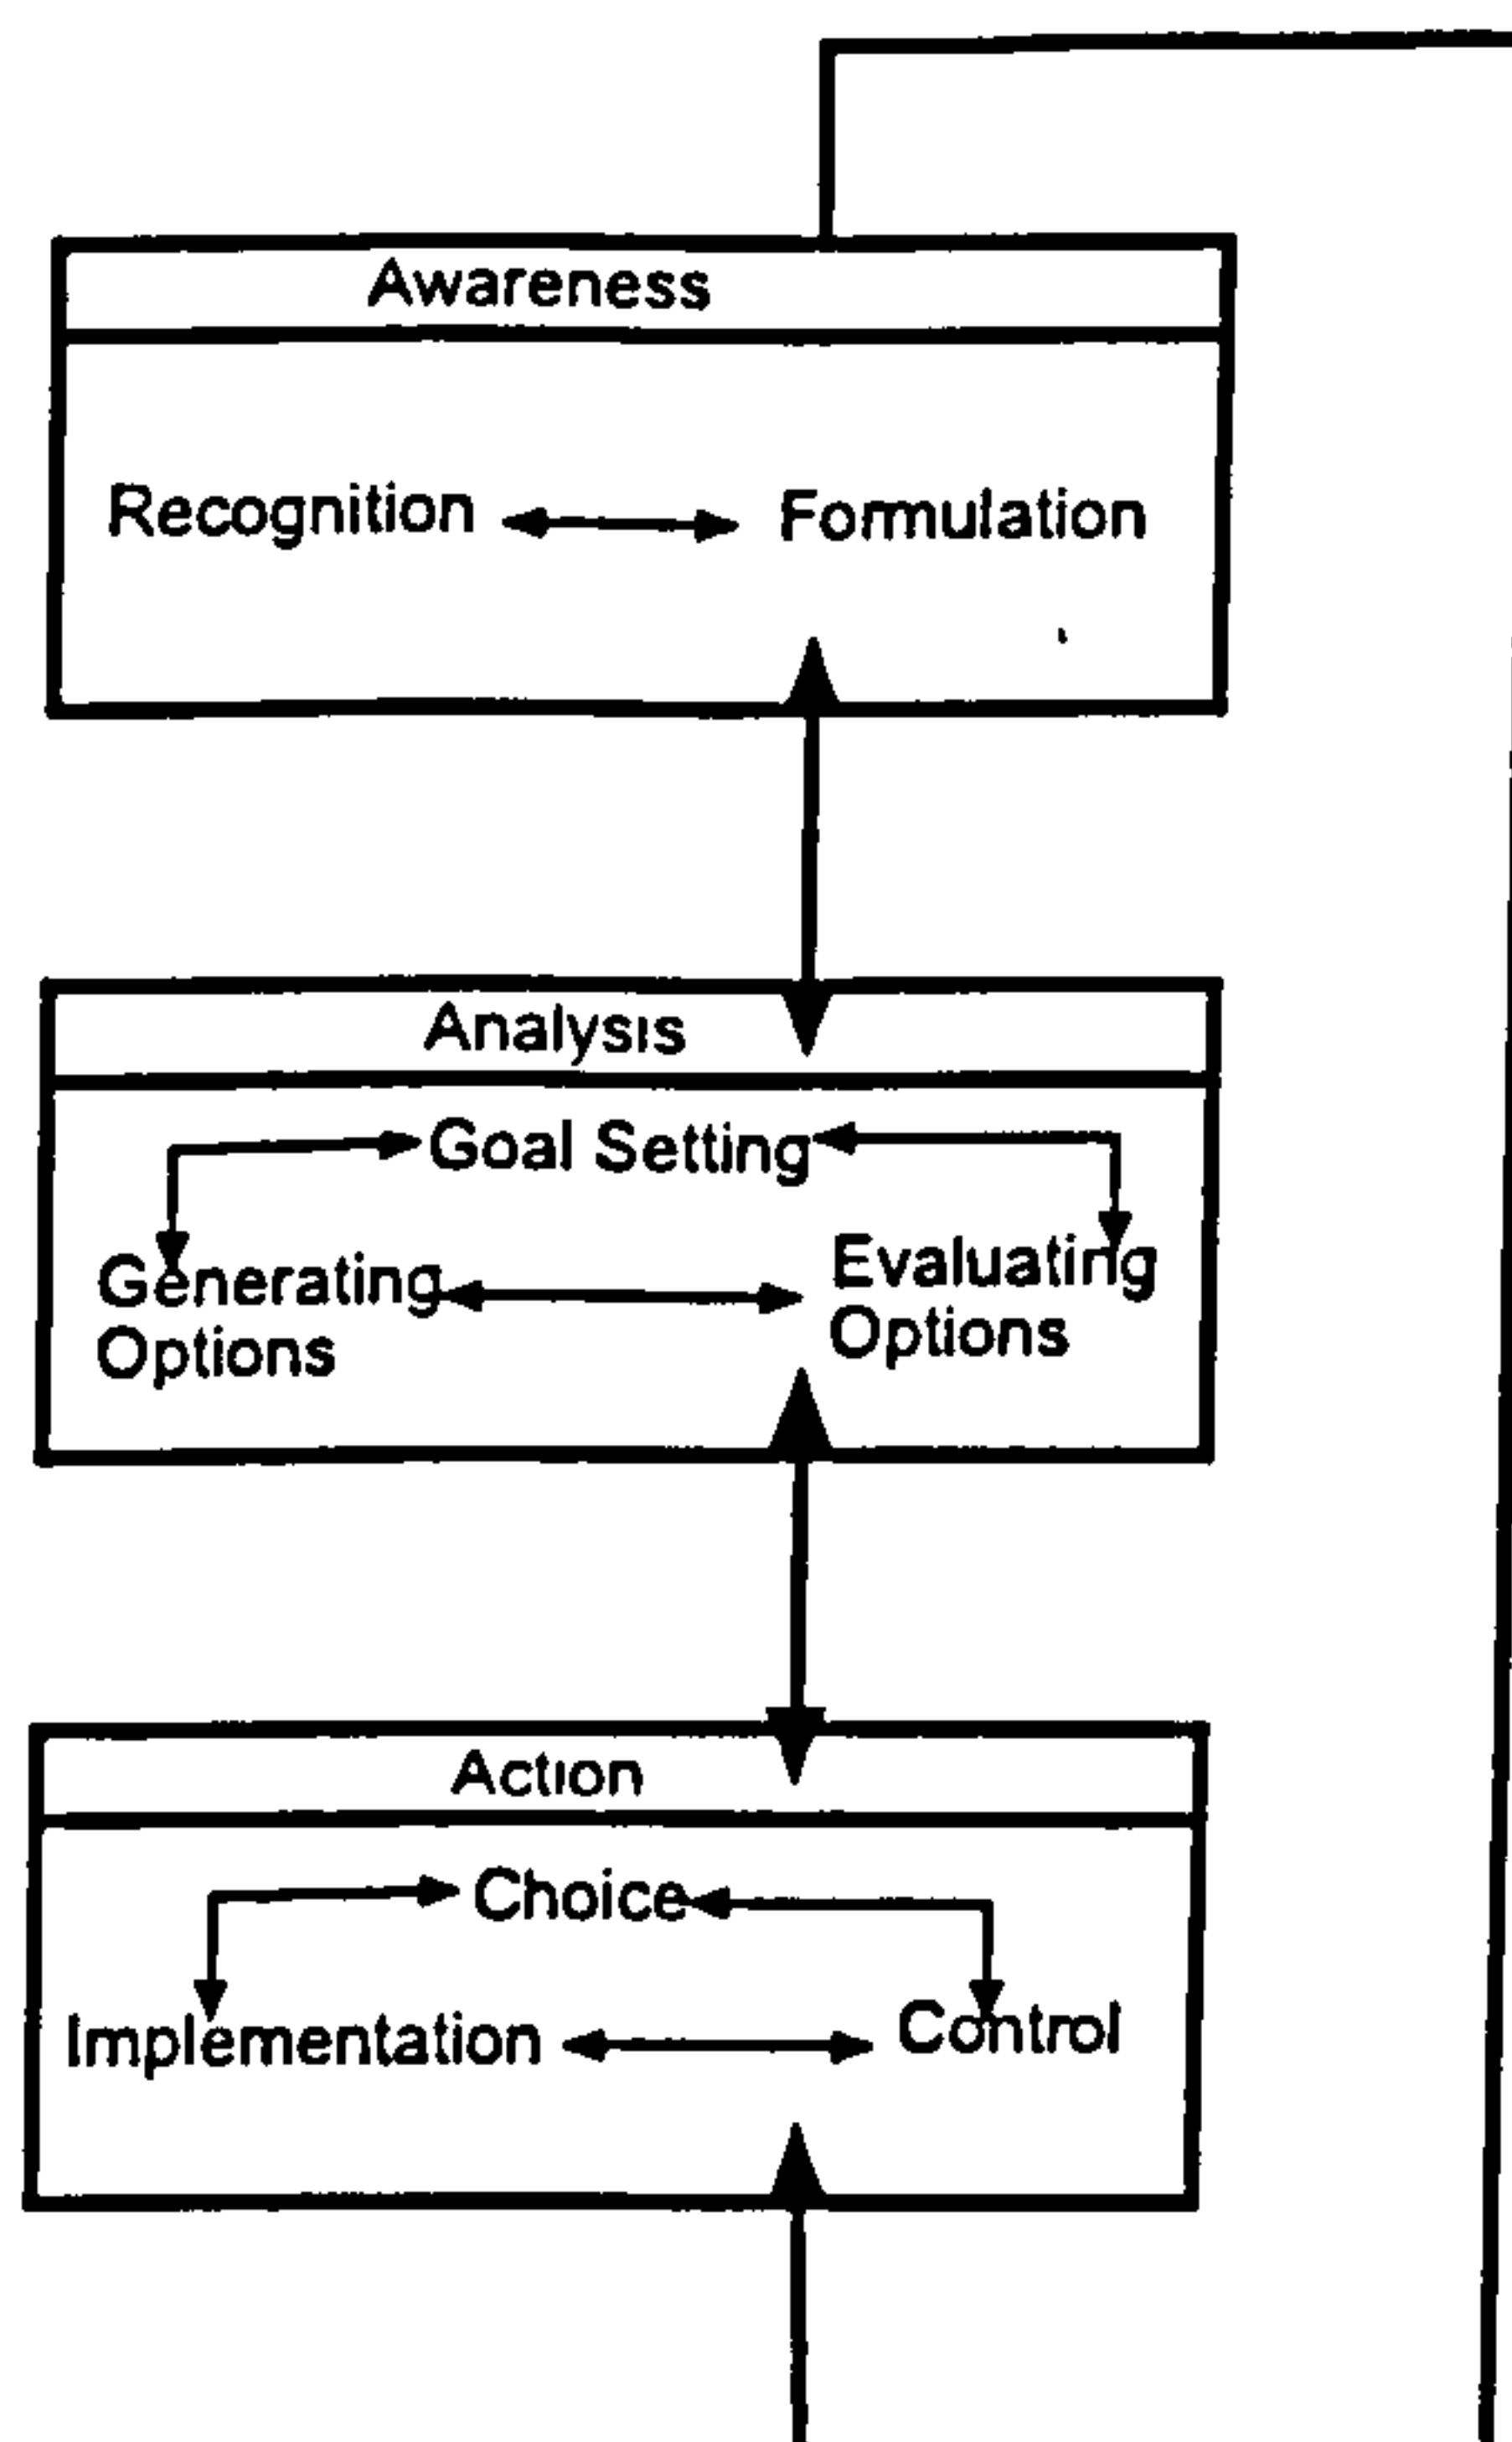 Awareness
Recognition Formulation
Analysis
Goal Setting
Generating
Options
Evaluating
Options
Action
Choice
Implementation Control